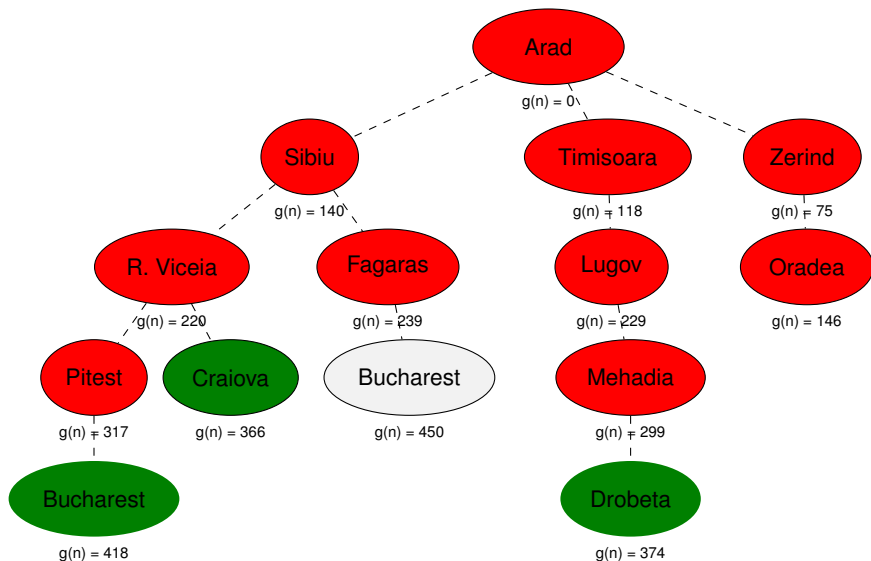 Arad
g(n) = 0
Sibiu
Timisoara
Zerind
g(n) = 140
g(n) = 118
g(n) = 75
R. Viceia
Fagaras
Lugov
Oradea
g(n) = 220
g(n) = 239
g(n) = 229
g(n) = 146
Pitest
Craiova
Bucharest
Mehadia
g(n) = 317
g(n) = 366
g(n) = 450
g(n) = 299
Bucharest
Drobeta
g(n) = 418
g(n) = 374